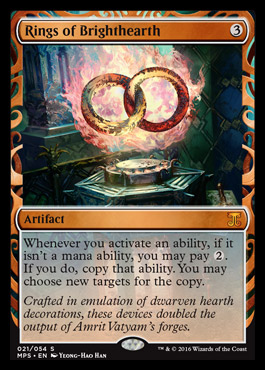 Rings of Brighthearth 3
Artifact
Whenever you activate an ability, if it
isn't a mana ability, you may pay 2.
If you do, copy that ability. You may
choose new targets for the copy.
Crafted in emulation of dwarven hearth
decorations, these devices doubled the
output of Amrit Vatyam's forges.
021/054 S
MPS • EN Yeong-Hao Han
™ & © 2016 Wizards of the Coast